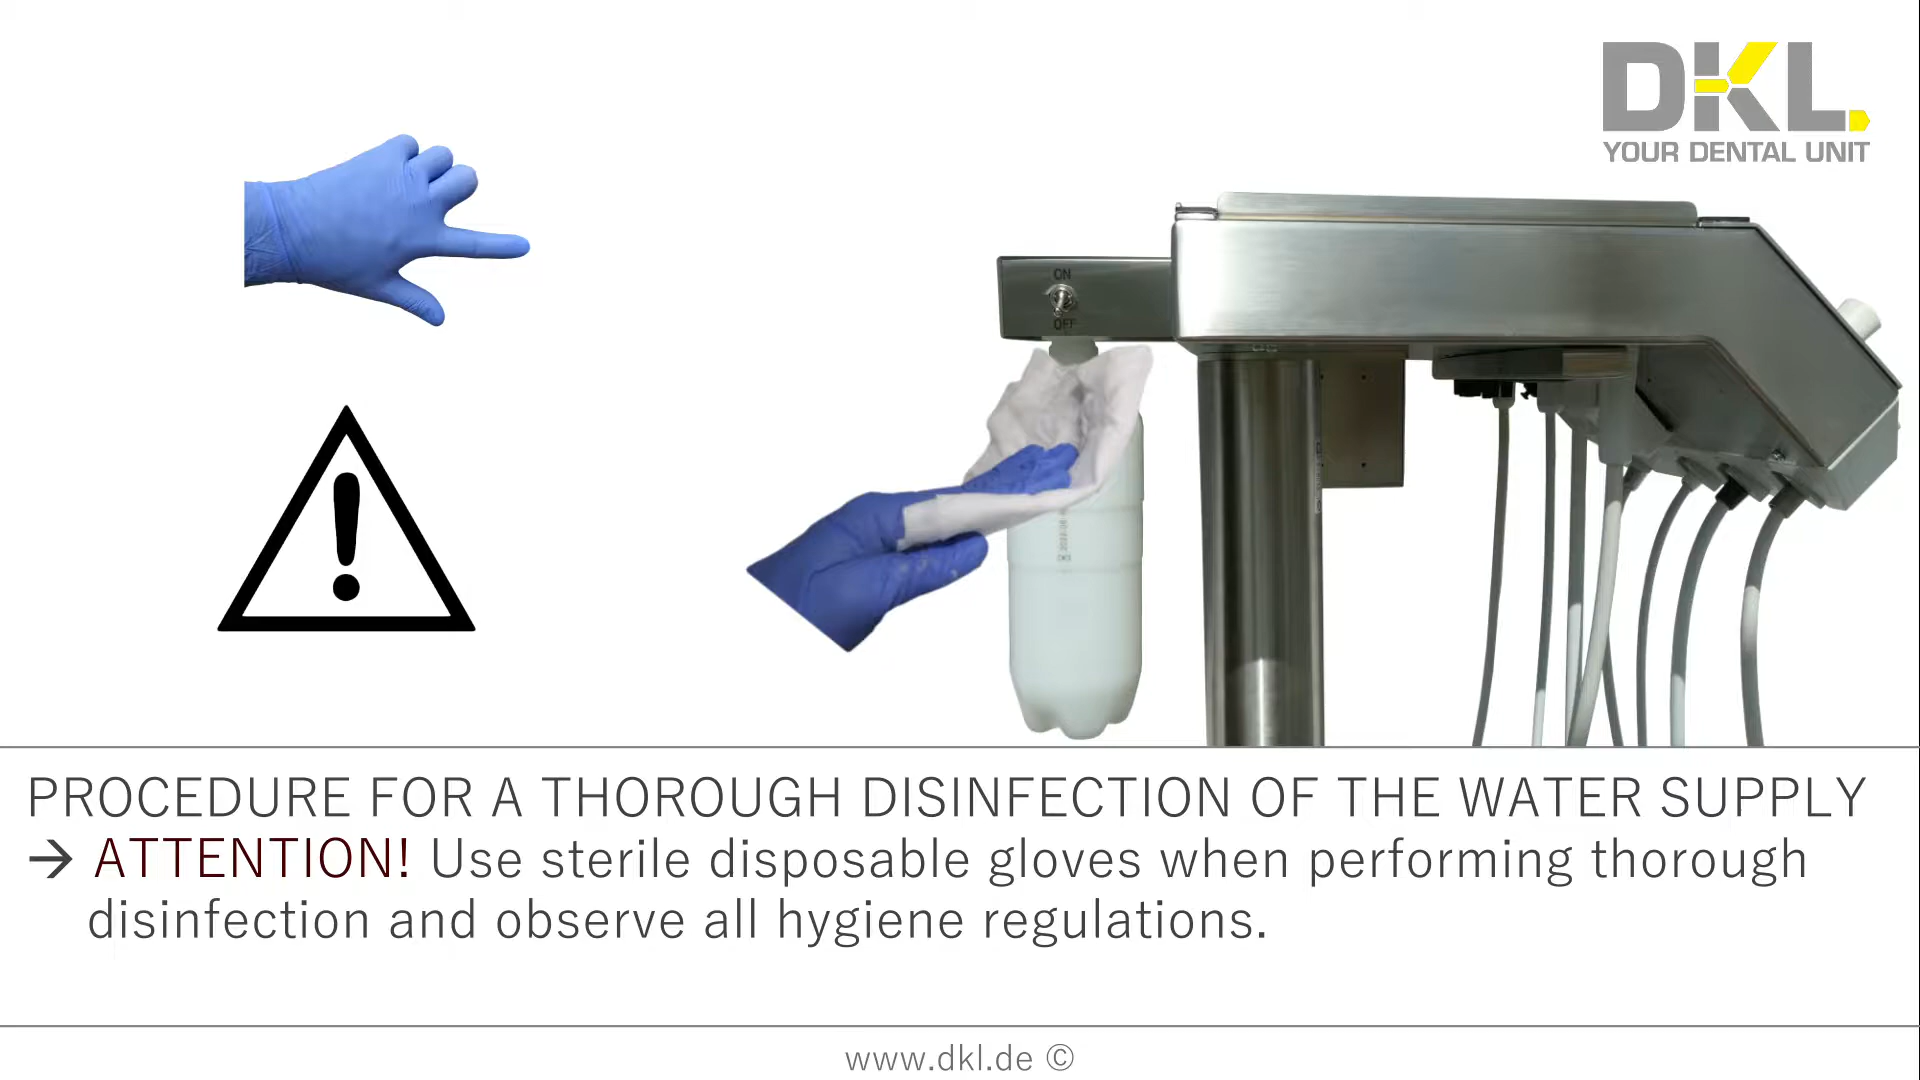 DKL
YOUR DENTAL UNIT
ON
OFF
PROCEDURE FOR A THOROUGH DISINFECTION OF THE WATER SUPPLY
→ ATTENTION! Use sterile disposable gloves when performing thorough
disinfection and observe all hygiene regulations.
www.dkl.de ©